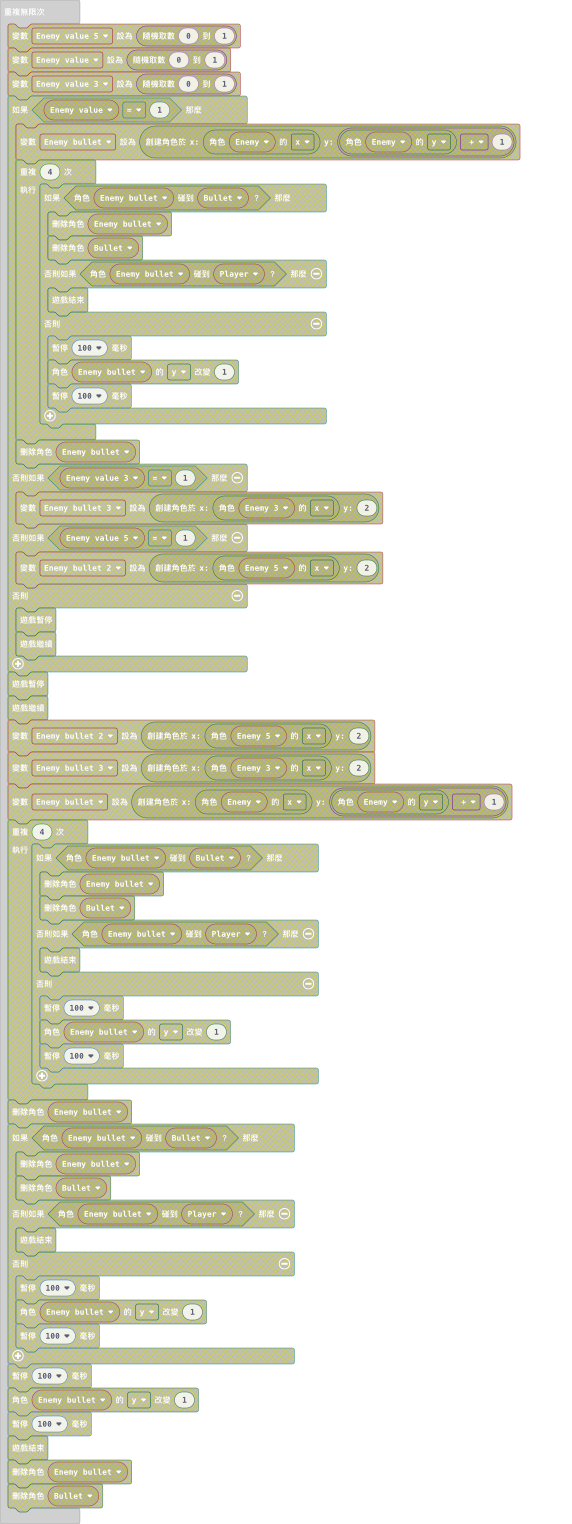 重複無限次
變數 Enemy value 5 設為 隨機取數 0 到 1
變數 Enemy value 設為 隨機取數 0 到 1
變數 Enemy value 3 設為 隨機取數 0 到 1
如果 Enemy value = 1 那麼
變數 Enemy bullet 設為 創建角色於 x: 角色 Enemy 的 x y: 角色 Enemy 的 y + 1
重複 4 次
執行
如果 角色 Enemy bullet 碰到 Bullet ? 那麼
刪除角色 Enemy bullet
刪除角色 Bullet
否則如果 角色 Enemy bullet 碰到 Player ? 那麼
遊戲結束
否則
暫停 100 毫秒
角色 Enemy bullet 的 y 改變 1
暫停 100 毫秒
刪除角色 Enemy bullet
否則如果 Enemy value 3 = 1 那麼
變數 Enemy bullet 3 設為 創建角色於 x: 角色 Enemy 3 的 x y: 2
否則如果 Enemy value 5 = 1 那麼
變數 Enemy bullet 2 設為 創建角色於 x: 角色 Enemy 5 的 x y: 2
否則
遊戲暫停
遊戲繼續
遊戲暫停
遊戲繼續
變數 Enemy bullet 2 設為 創建角色於 x: 角色 Enemy 5 的 x y: 2
變數 Enemy bullet 3 設為 創建角色於 x: 角色 Enemy 3 的 x y: 2
變數 Enemy bullet 設為 創建角色於 x: 角色 Enemy 的 x y: 角色 Enemy 的 y + 1
重複 4 次
執行
如果 角色 Enemy bullet 碰到 Bullet ? 那麼
刪除角色 Enemy bullet
刪除角色 Bullet
否則如果 角色 Enemy bullet 碰到 Player ? 那麼
遊戲結束
否則
暫停 100 毫秒
角色 Enemy bullet 的 y 改變 1
暫停 100 毫秒
刪除角色 Enemy bullet
如果 角色 Enemy bullet 碰到 Bullet ? 那麼
刪除角色 Enemy bullet
刪除角色 Bullet
否則如果 角色 Enemy bullet 碰到 Player ? 那麼
遊戲結束
否則
暫停 100 毫秒
角色 Enemy bullet 的 y 改變 1
暫停 100 毫秒
暫停 100 毫秒
角色 Enemy bullet 的 y 改變 1
暫停 100 毫秒
遊戲結束
刪除角色 Enemy bullet
刪除角色 Bullet